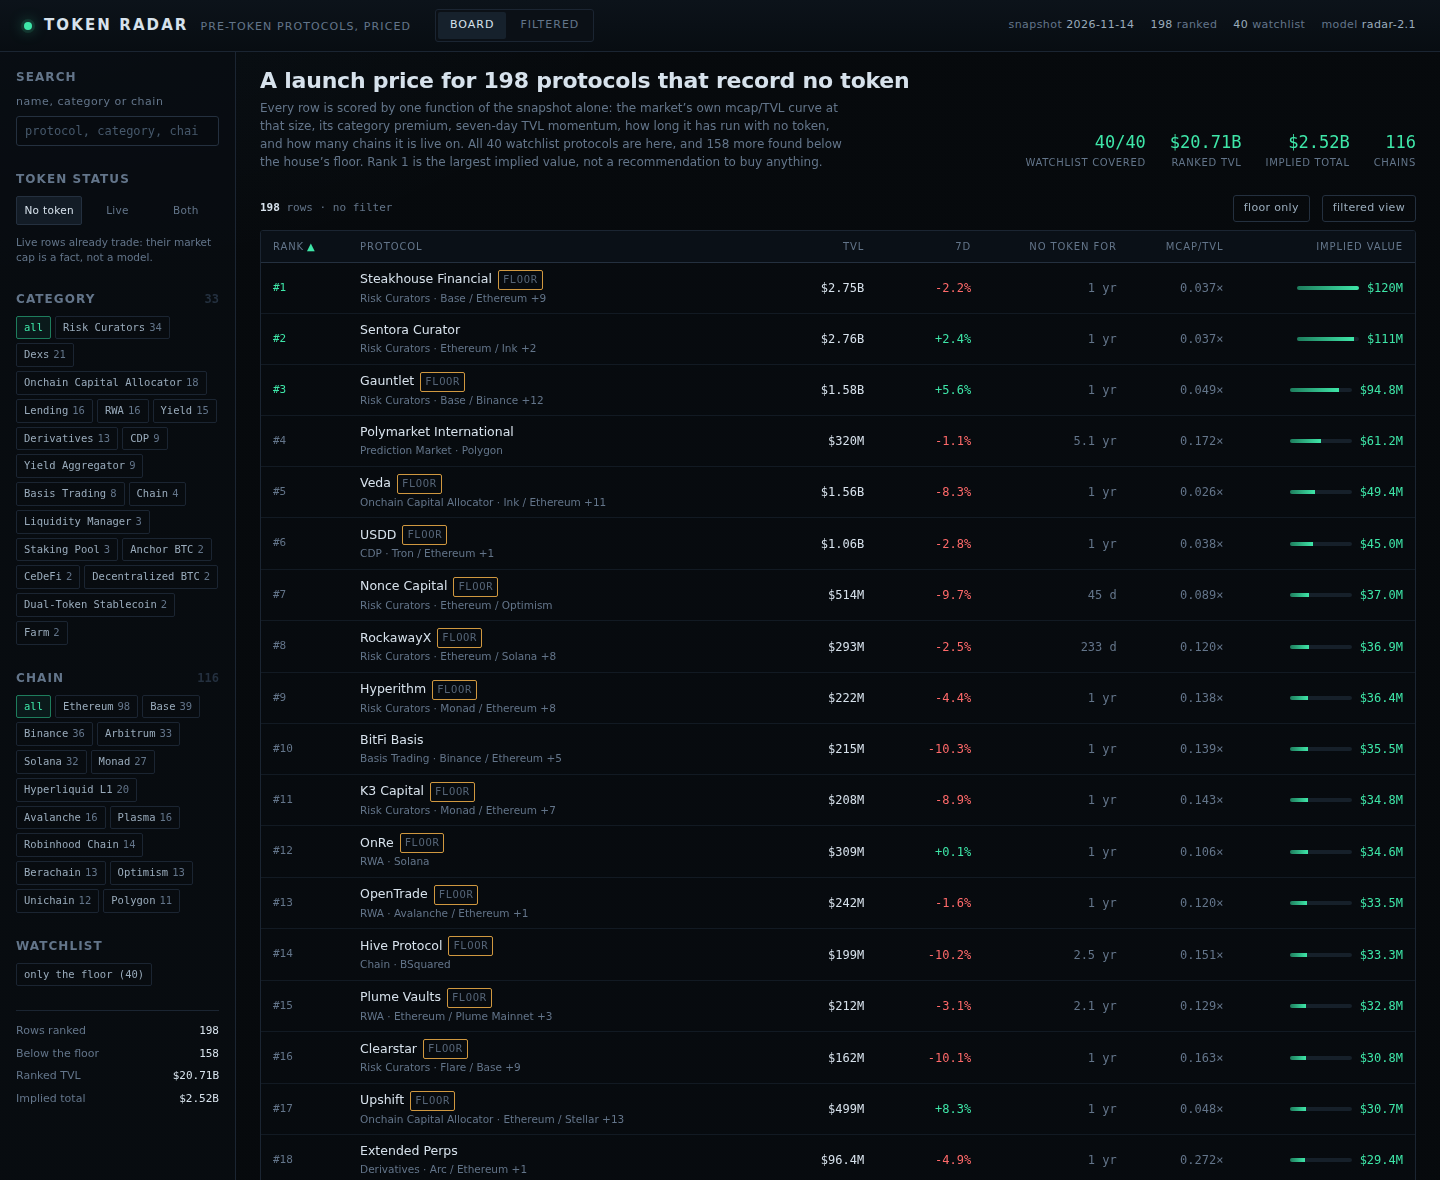 TOKEN RADAR PRE-TOKEN PROTOCOLS, PRICED BOARD FILTERED snapshot 2026-11-14 198 ranked 40 watchlist model radar-2.1
SEARCH
name, category or chain
protocol, category, chai
TOKEN STATUS
No token Live Both
Live rows already trade: their market
cap is a fact, not a model.
CATEGORY 33
all Risk Curators 34
Dexs 21
Onchain Capital Allocator 18
Lending 16 RWA 16 Yield 15
Derivatives 13 CDP 9
Yield Aggregator 9
Basis Trading 8 Chain 4
Liquidity Manager 3
Staking Pool 3 Anchor BTC 2
CeDeFi 2 Decentralized BTC 2
Dual-Token Stablecoin 2
Farm 2
CHAIN 116
all Ethereum 98 Base 39
Binance 36 Arbitrum 33
Solana 32 Monad 27
Hyperliquid L1 20
Avalanche 16 Plasma 16
Robinhood Chain 14
Berachain 13 Optimism 13
Unichain 12 Polygon 11
WATCHLIST
only the floor (40)
Rows ranked 198
Below the floor 158
Ranked TVL $20.71B
Implied total $2.52B
A launch price for 198 protocols that record no token
Every row is scored by one function of the snapshot alone: the market's own mcap/TVL curve at
that size, its category premium, seven-day TVL momentum, how long it has run with no token,
and how many chains it is live on. All 40 watchlist protocols are here, and 158 more found below
the house's floor. Rank 1 is the largest implied value, not a recommendation to buy anything.
40/40 $20.71B $2.52B 116
WATCHLIST COVERED RANKED TVL IMPLIED TOTAL CHAINS
198 rows · no filter floor only filtered view
RANK ▲ PROTOCOL TVL 7D NO TOKEN FOR MCAP/TVL IMPLIED VALUE
#1 Steakhouse Financial FLOOR $2.75B -2.2% 1 yr 0.037× $120M
Risk Curators · Base / Ethereum +9
#2 Sentora Curator $2.76B +2.4% 1 yr 0.037× $111M
Risk Curators · Ethereum / Ink +2
#3 Gauntlet FLOOR $1.58B +5.6% 1 yr 0.049× $94.8M
Risk Curators · Base / Binance +12
#4 Polymarket International $320M -1.1% 5.1 yr 0.172× $61.2M
Prediction Market · Polygon
#5 Veda FLOOR $1.56B -8.3% 1 yr 0.026× $49.4M
Onchain Capital Allocator · Ink / Ethereum +11
#6 USDD FLOOR $1.06B -2.8% 1 yr 0.038× $45.0M
CDP · Tron / Ethereum +1
#7 Nonce Capital FLOOR $514M -9.7% 45 d 0.089× $37.0M
Risk Curators · Ethereum / Optimism
#8 RockawayX FLOOR $293M -2.5% 233 d 0.120× $36.9M
Risk Curators · Ethereum / Solana +8
#9 Hyperithm FLOOR $222M -4.4% 1 yr 0.138× $36.4M
Risk Curators · Monad / Ethereum +8
#10 BitFi Basis $215M -10.3% 1 yr 0.139× $35.5M
Basis Trading · Binance / Ethereum +5
#11 K3 Capital FLOOR $208M -8.9% 1 yr 0.143× $34.8M
Risk Curators · Monad / Ethereum +7
#12 OnRe FLOOR $309M +0.1% 1 yr 0.106× $34.6M
RWA · Solana
#13 OpenTrade FLOOR $242M -1.6% 1 yr 0.120× $33.5M
RWA · Avalanche / Ethereum +1
#14 Hive Protocol FLOOR $199M -10.2% 2.5 yr 0.151× $33.3M
Chain · BSquared
#15 Plume Vaults FLOOR $212M -3.1% 2.1 yr 0.129× $32.8M
RWA · Ethereum / Plume Mainnet +3
#16 Clearstar FLOOR $162M -10.1% 1 yr 0.163× $30.8M
Risk Curators · Flare / Base +9
#17 Upshift FLOOR $499M +8.3% 1 yr 0.048× $30.7M
Onchain Capital Allocator · Ethereum / Stellar +13
#18 Extended Perps $96.4M -4.9% 1 yr 0.272× $29.4M
Derivatives · Arc / Ethereum +1